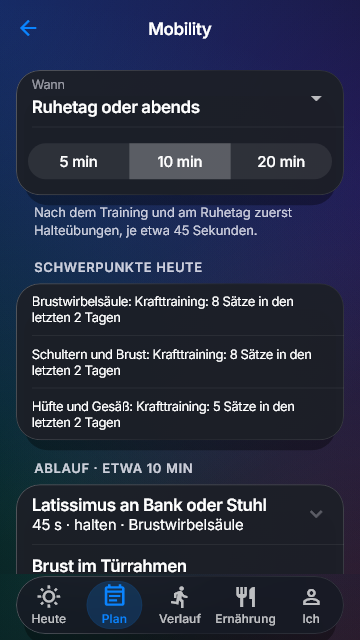 Mobility
Wann
Ruhetag oder abends
5 min
10 min
20 min
Nach dem Training und am Ruhetag zuerst
Halteübungen, je etwa 45 Sekunden.
SCHWERPUNKTE HEUTE
Brustwirbelsäule: Krafttraining: 8 Sätze in den
letzten 2 Tagen
Schultern und Brust: Krafttraining: 8 Sätze in den
letzten 2 Tagen
Hüfte und Gesäß: Krafttraining: 5 Sätze in den
letzten 2 Tagen
ABLAUF · ETWA 10 MIN
Latissimus an Bank oder Stuhl
45 s · halten · Brustwirbelsäule
Brust im Türrahmen
Heute
Plan
Verlauf
Ernährung
Ich